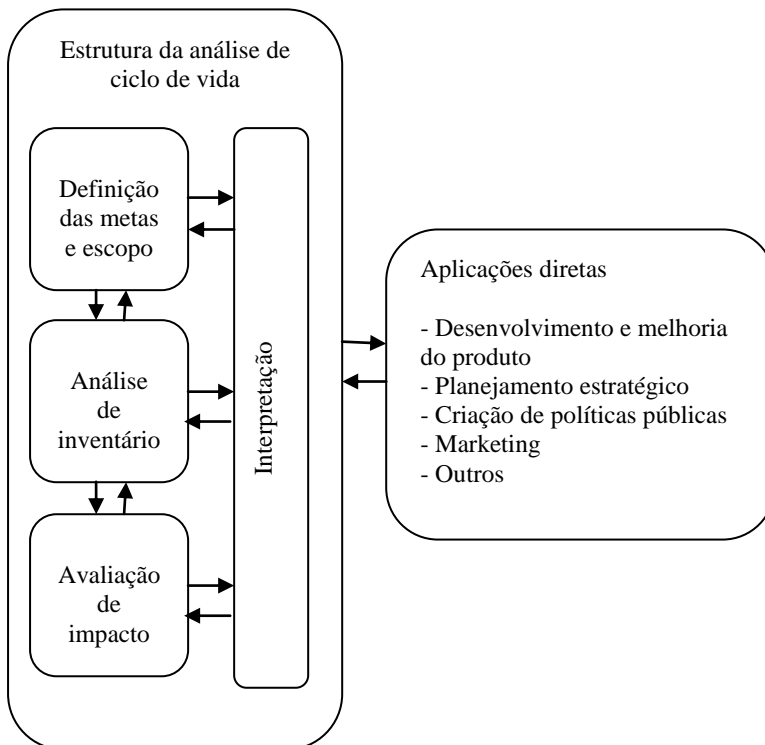 Estrutura da análise de
ciclo de vida
Definição
das metas
e escopo
Análise
de
inventário
Avaliação
de
impacto
Interpretação
Aplicações diretas
- Desenvolvimento e melhoria
do produto
- Planejamento estratégico
- Criação de políticas públicas
- Marketing
- Outros